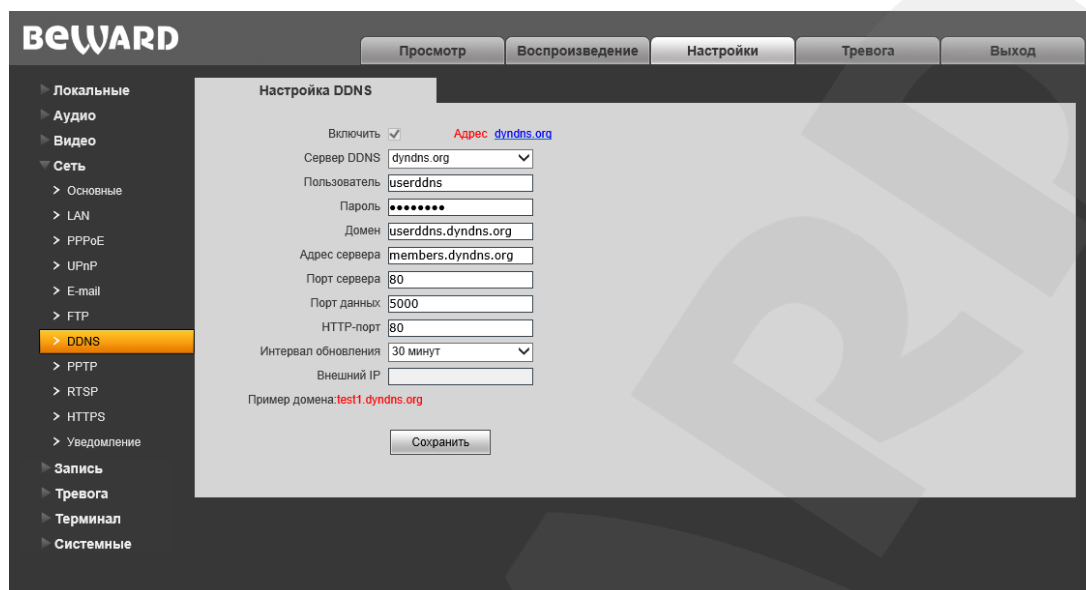 BEWARD
Просмотр Воспроизведение Настройки Тревога Выход
Локальные
Аудио
Видео
Сеть
> Основные
> LAN
> PPPoE
> UPnP
> E-mail
> FTP
> DDNS
> PPTP
> RTSP
> HTTPS
> Уведомление
Запись
Тревога
Терминал
Системные
Настройка DDNS
Включить Адрес dyndns.org
Сервер DDNS dyndns.org
Пользователь userddns
Пароль ••••••••
Домен userddns.dyndns.org
Адрес сервера members.dyndns.org
Порт сервера 80
Порт данных 5000
HTTP-порт 80
Интервал обновления 30 минут
Внешний IP
Пример домена:test1.dyndns.org
Сохранить